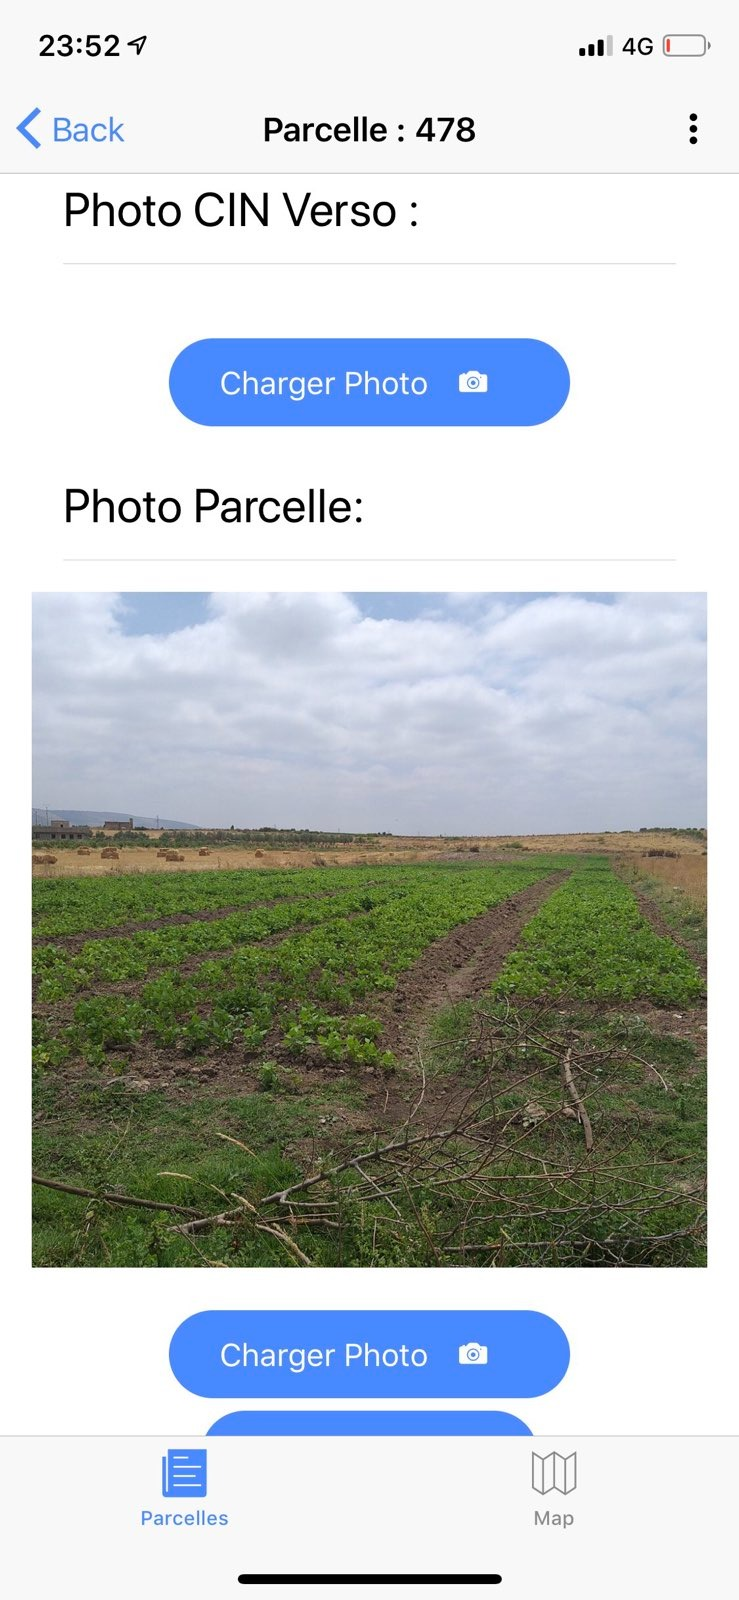 23:52
4G
Back
Parcelle : 478
Photo CIN Verso :
Charger Photo
Photo Parcelle:
Charger Photo
Parcelles
Map